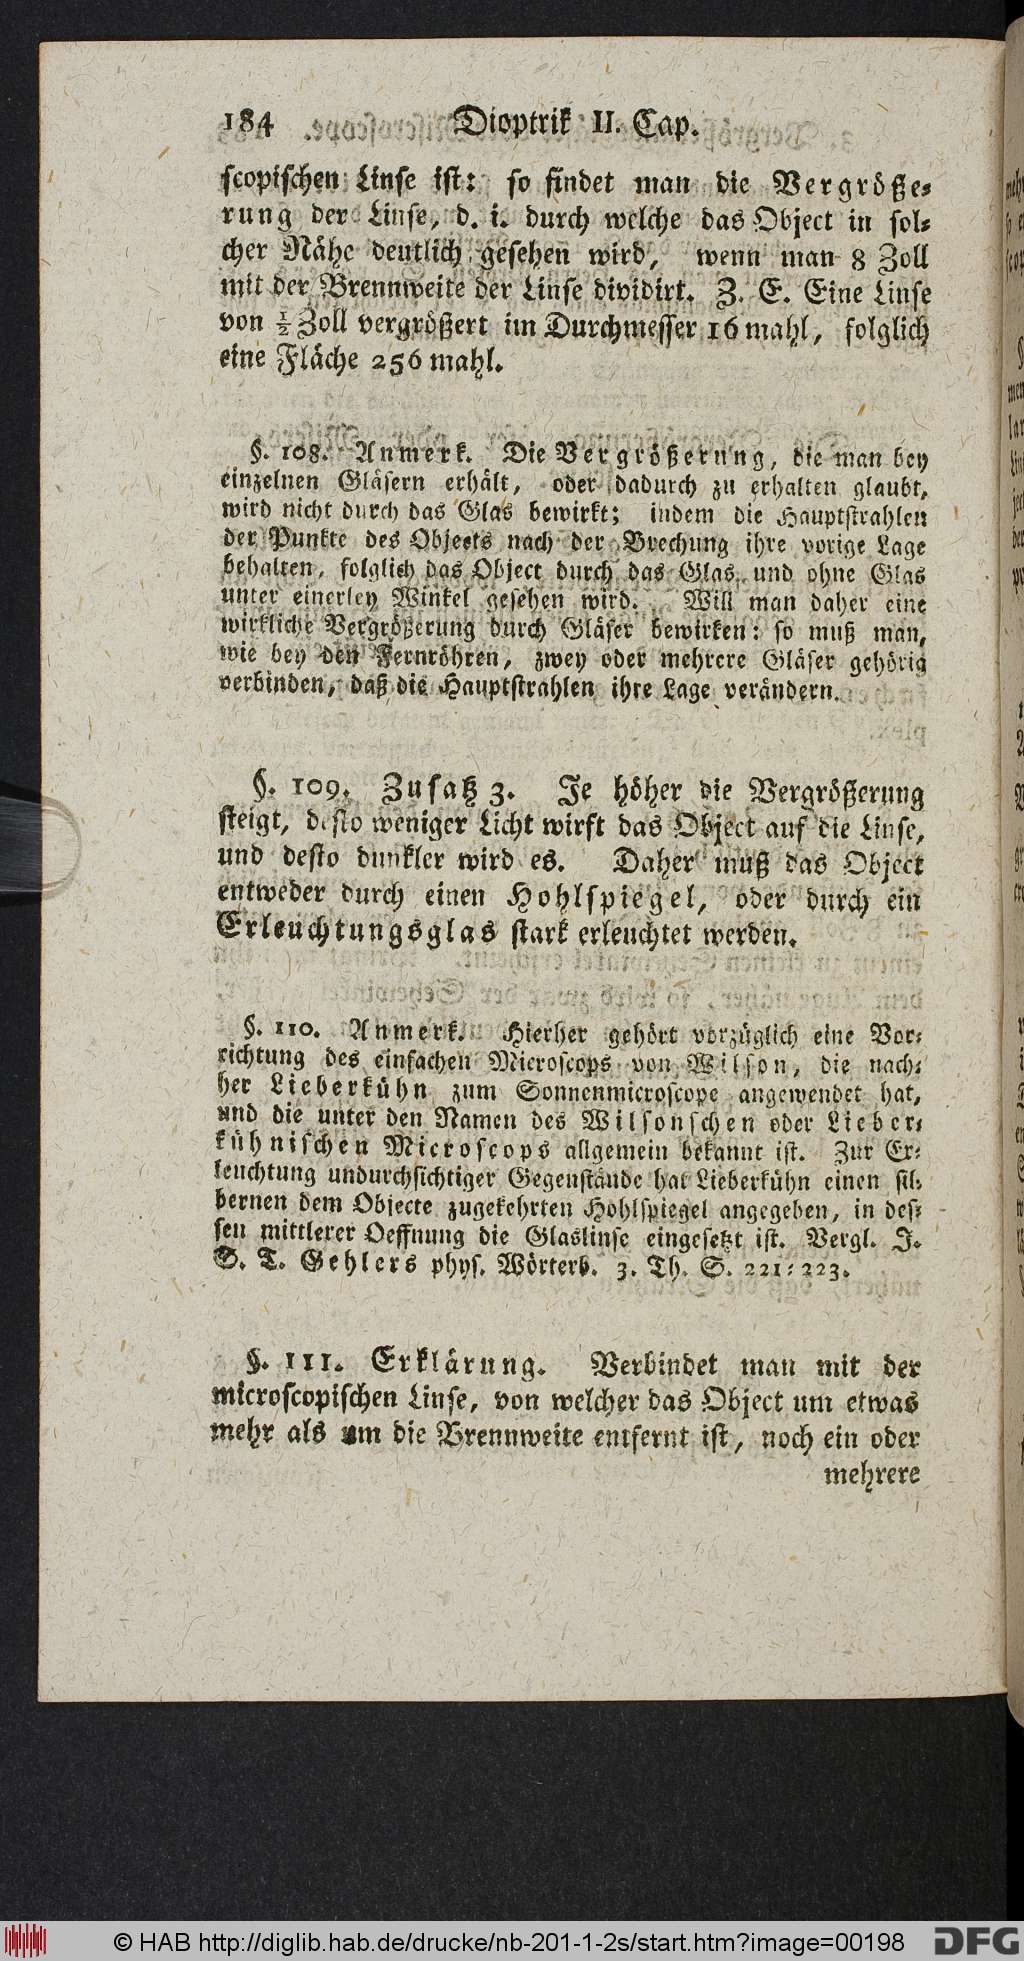 184 Dioptrik II. Cap.
scopischen Linse ist: so findet man die Vergröße-
rung der Linse, d. i. durch welche das Object in sol-
cher Nähe deutlich gesehen wird, wenn man 8 Zoll
mit der Brennweite der Linse dividirt. Z. E. Eine Linse
von ½ Zoll vergrößert im Durchmesser 16 mahl, folglich
eine Fläche 256 mahl.
§. 108. Anmerk. Die Vergrößerung, die man bey
einzelnen Gläsern erhält, oder dadurch zu erhalten glaubt,
wird nicht durch das Glas bewirkt; indem die Hauptstrahlen
der Punkte des Objects nach der Brechung ihre vorige Lage
behalten, folglich das Object durch das Glas und ohne Glas
unter einerley Winkel gesehen wird. Will man daher eine
wirkliche Vergrößerung durch Gläser bewirken: so muß man,
wie bey den Fernröhren, zwey oder mehrere Gläser gehörig
verbinden, daß die Hauptstrahlen ihre Lage verändern.
§. 109. Zusatz 3. Je höher die Vergrößerung
steigt, desto weniger Licht wirft das Object auf die Linse,
und desto dunkler wird es. Daher muß das Object
entweder durch einen Hohlspiegel, oder durch ein
Erleuchtungsglas stark erleuchtet werden.
§. 110. Anmerk. Hierher gehört vorzüglich eine Vor-
richtung des einfachen Microscops von Wilson, die nach-
her Lieberkühn zum Sonnenmicroscope angewendet hat,
und die unter den Namen des Wilsonschen oder Lieber-
kühnischen Microscops allgemein bekannt ist. Zur Er-
leuchtung undurchsichtiger Gegenstände hat Lieberkühn einen sil-
bernen dem Objecte zugekehrten Hohlspiegel angegeben, in des-
sen mittlerer Oeffnung die Glaslinse eingesetzt ist. Vergl. J.
S. T. Gehlers phys. Wörterb. 3. Th. S. 221-223.
§. 111. Erklärung. Verbindet man mit der
microscopischen Linse, von welcher das Object um etwas
mehr als um die Brennweite entfernt ist, noch ein oder
mehrere
© HAB http://diglib.hab.de/drucke/nb-201-1-2s/start.htm?image=00198
DFG